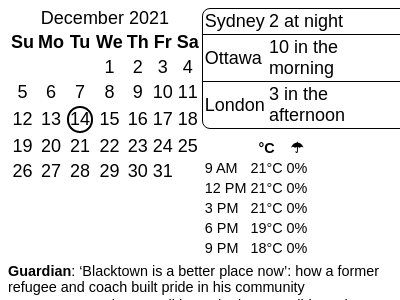 December 2021
Su Mo Tu We Th Fr Sa
1 2 3 4
5 6 7 8 9 10 11
12 13 14 15 16 17 18
19 20 21 22 23 24 25
26 27 28 29 30 31
Sydney 2 at night
Ottawa 10 in the
morning
London 3 in the
afternoon
°C ☂
9 AM 21°C 0%
12 PM 21°C 0%
3 PM 21°C 0%
6 PM 19°C 0%
9 PM 18°C 0%
Guardian: ‘Blacktown is a better place now’: how a former
refugee and coach built pride in his community